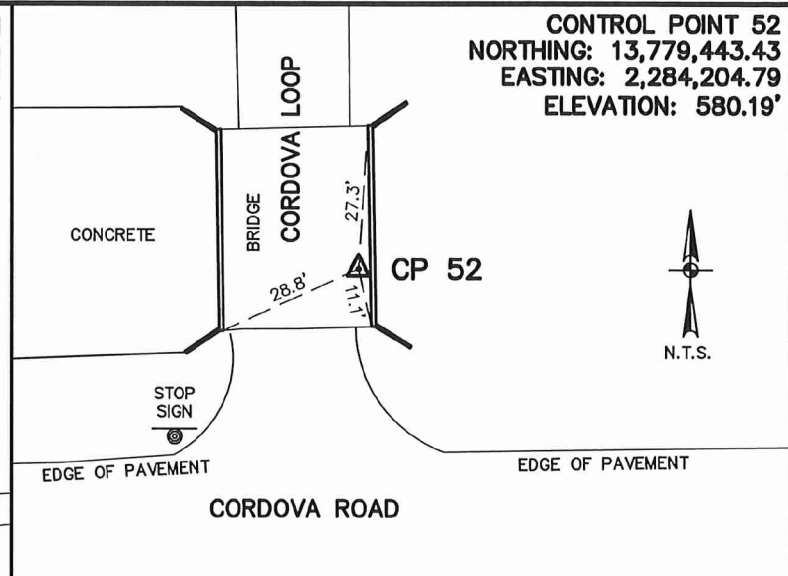 CONTROL POINT 52
NORTHING: 13,779,443.43
EASTING: 2,284,204.79
ELEVATION: 580.19'
CORDOVA LOOP
BRIDGE
CONCRETE
27.3'
CP 52
28.8'
11.1'
N.T.S.
STOP
SIGN
EDGE OF PAVEMENT
EDGE OF PAVEMENT
CORDOVA ROAD